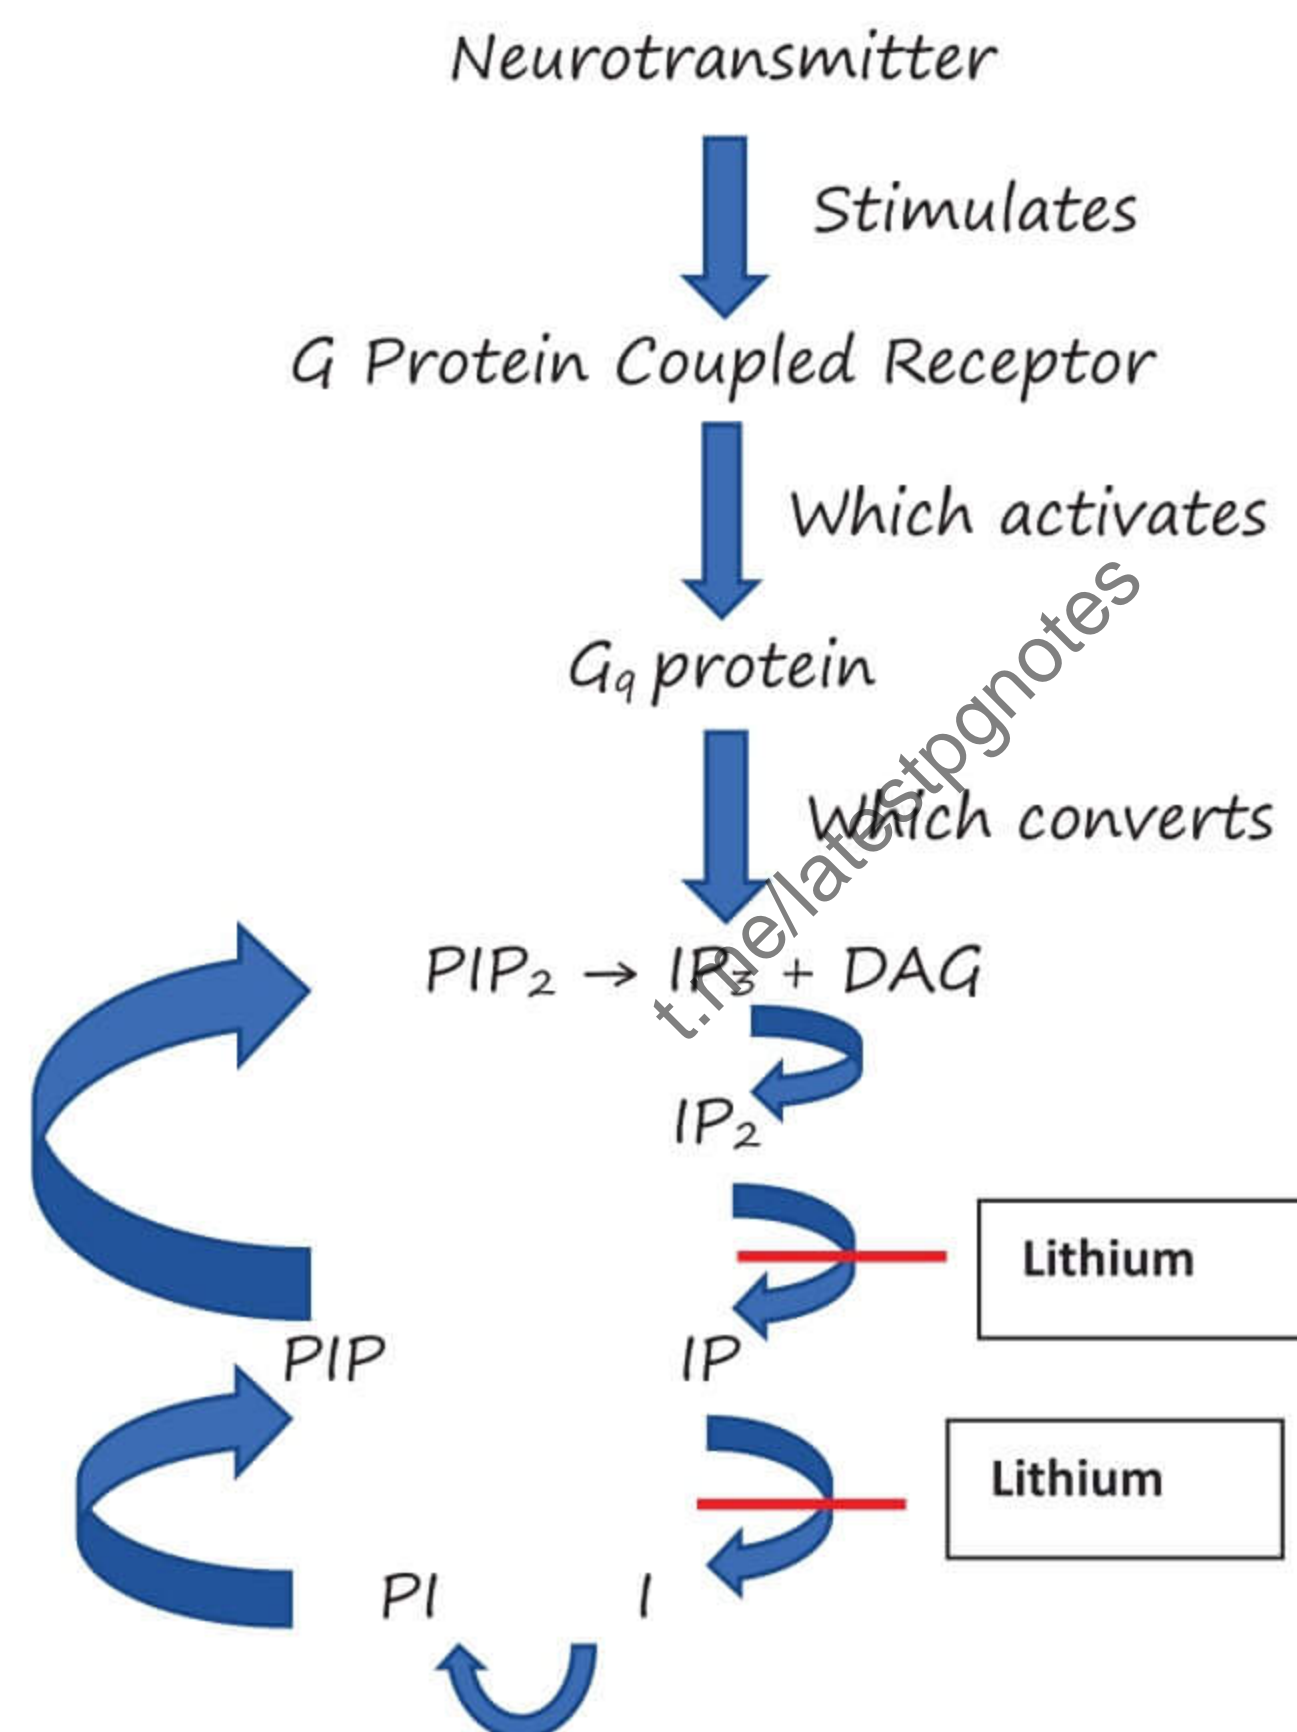 Neurotransmitter
Stimulates
G Protein Coupled Receptor
Which activates
Gq protein
Which converts
t.me/latestpgnotes
PIP₂ → IP₃ + DAG
IP₂
Lithium
PIP
IP
Lithium
PI
I